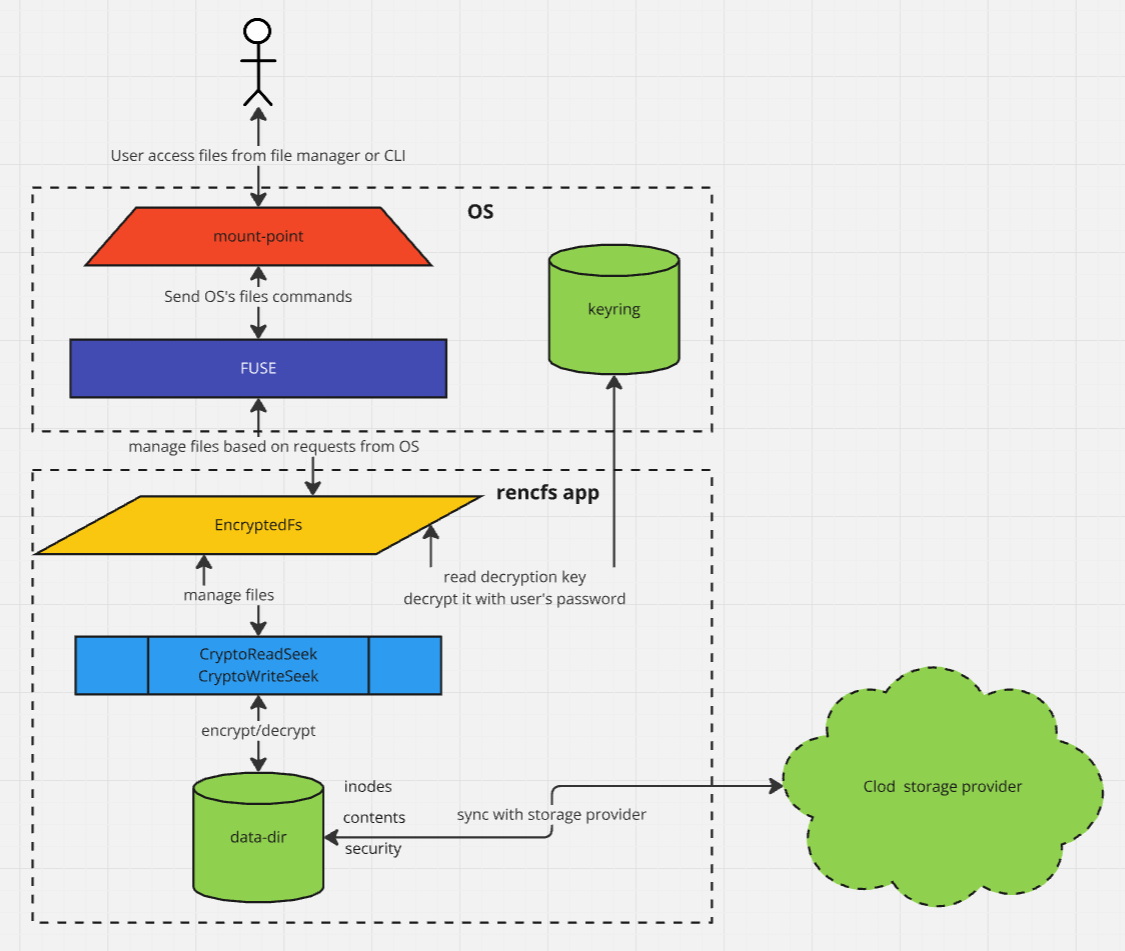 User access files from file manager or CLI
OS
mount-point
Send OS's files commands
keyring
FUSE
manage files based on requests from OS
rencfs app
EncryptedFs
read decryption key
decrypt it with user's password
manage files
CryptoReadSeek
CryptoWriteSeek
encrypt/decrypt
inodes
contents
security
data-dir
sync with storage provider
Clod storage provider